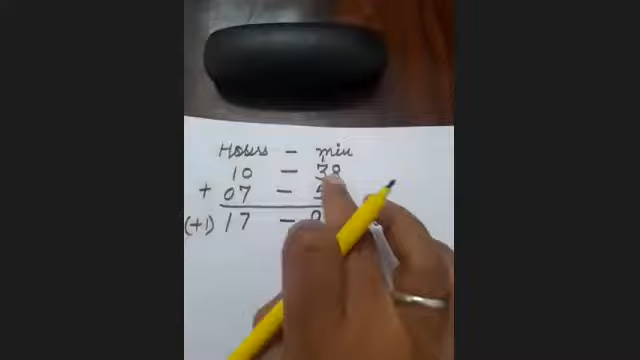 Hours - min
10 - 38
+ 07 -
(+1) 17 -